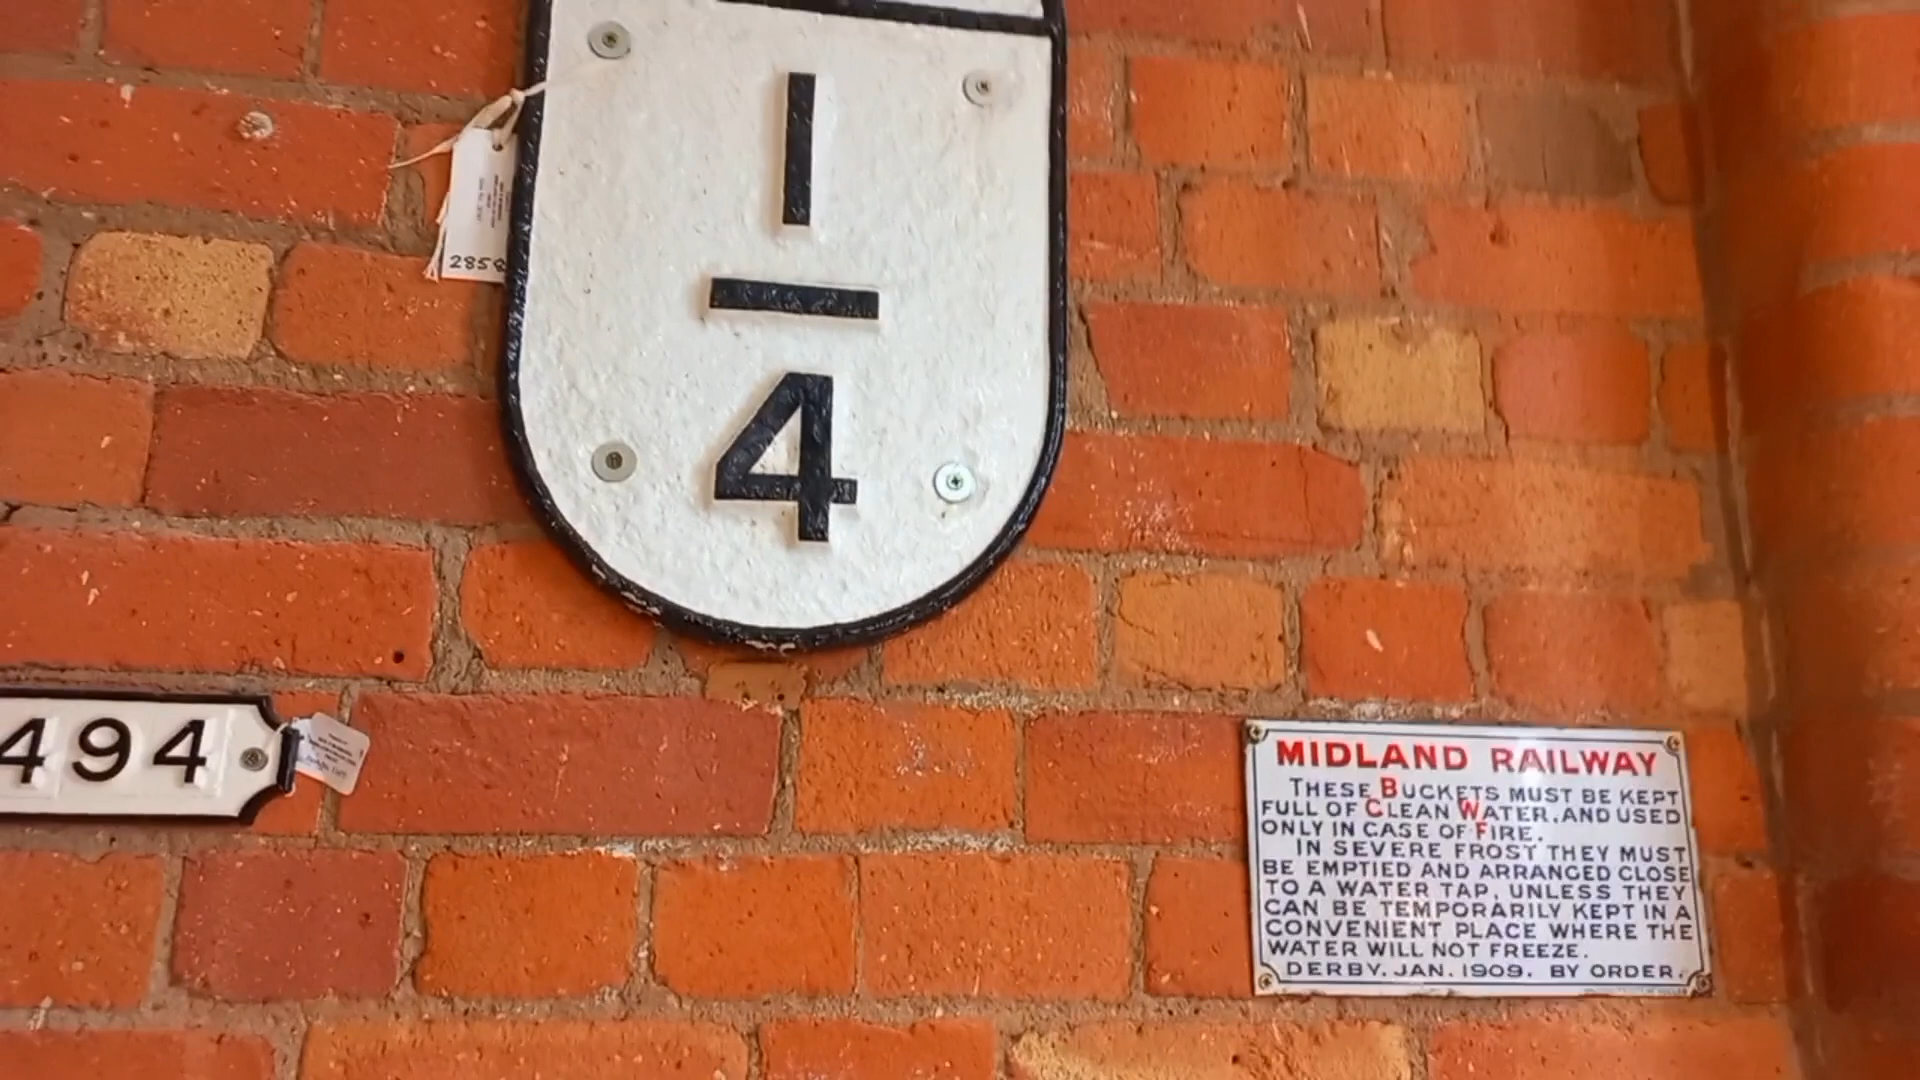 1
4
2858
494
MIDLAND RAILWAY
THESE BUCKETS MUST BE KEPT
FULL OF CLEAN WATER, AND USED
ONLY IN CASE OF FIRE.
IN SEVERE FROST THEY MUST
BE EMPTIED AND ARRANGED CLOSE
TO A WATER TAP, UNLESS THEY
CAN BE TEMPORARILY KEPT IN A
CONVENIENT PLACE WHERE THE
WATER WILL NOT FREEZE.
DERBY. JAN. 1909. BY ORDER.